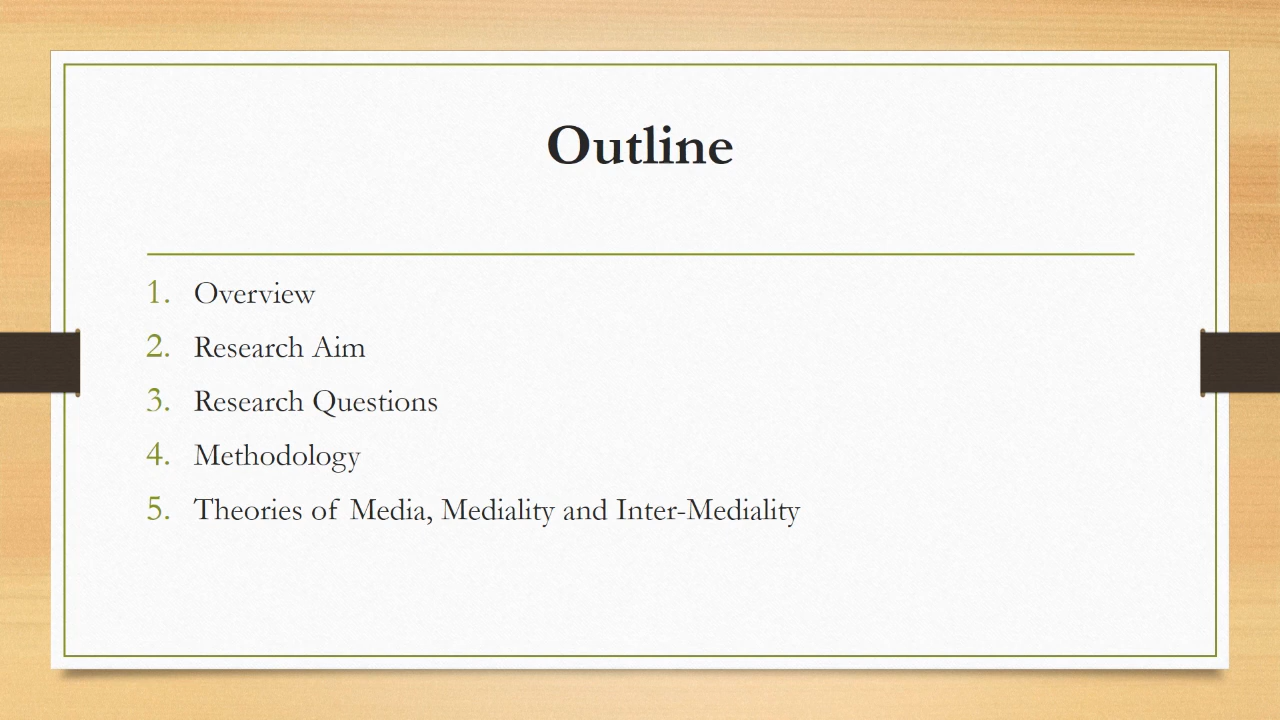 Outline
1. Overview
2. Research Aim
3. Research Questions
4. Methodology
5. Theories of Media, Mediality and Inter-Mediality